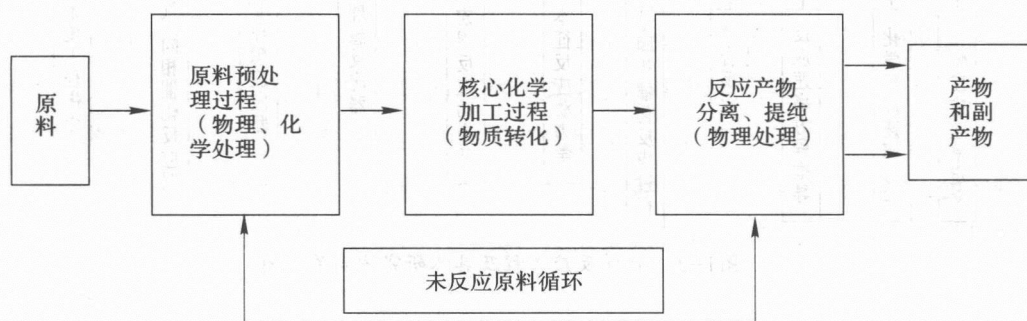 原
料
原料预处
理过程
(物理、化
学处理)
核心化学
加工过程
(物质转化)
反应产物
分离、提纯
(物理处理)
产物
和副
产物
未反应原料循环